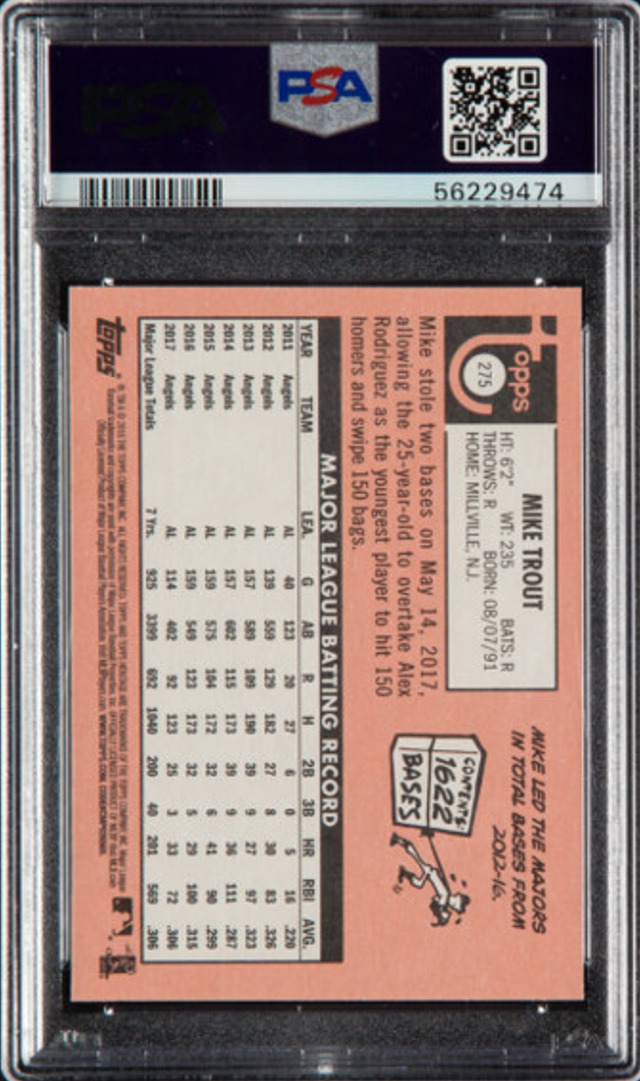 PSA
PSA
56229474
Topps
275
MIKE TROUT
HT: 6'2" WT: 235 BATS: R
THROWS: R BORN: 08/07/91
HOME: MILLVILLE, N.J.
Mike stole two bases on May 14, 2017,
allowing the 25-year-old to overtake Alex
Rodriguez as the youngest player to hit 150
homers and swipe 150 bags.
MIKE LED THE MAJORS
IN TOTAL BASES FROM
2012-16.
CONTENTS:
1622
BASES
MAJOR LEAGUE BATTING RECORD
YEAR TEAM LEA. G AB R H 2B 3B HR RBI AVG.
2011 Angels AL 40 123 20 27 6 0 5 16 .220
2012 Angels AL 139 559 129 182 27 8 30 83 .326
2013 Angels AL 157 589 109 190 39 9 27 97 .323
2014 Angels AL 157 602 115 173 39 9 36 111 .287
2015 Angels AL 159 575 104 172 32 6 41 90 .299
2016 Angels AL 159 549 123 173 32 5 29 100 .315
2017 Angels AL 114 402 92 123 25 3 33 72 .306
Major League Totals 7 Yrs. 925 3399 692 1040 200 40 201 569 .306
Topps